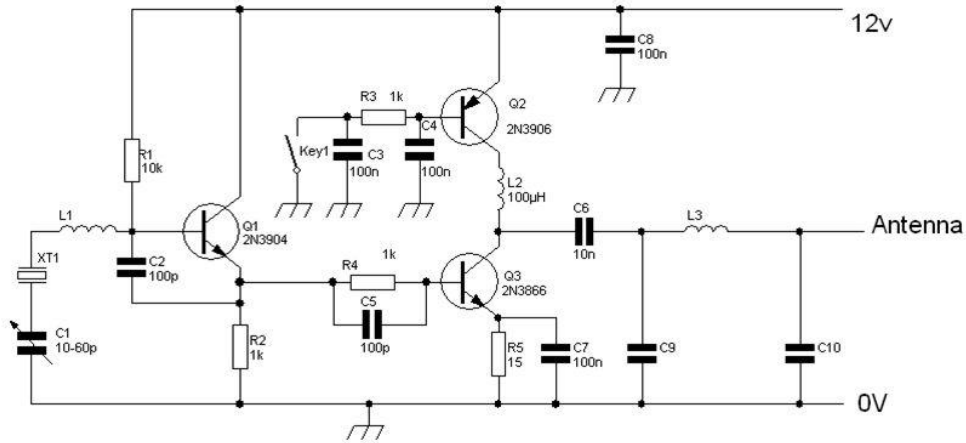 12v
C8
100n
R3 1k
Q2
2N3906
C4
100n
Key1
C3
100n
R1
10k
L2
100µH
L1
Q1
2N3904
C6
10n
L3
Antenna
XT1
C2
100p
R4
1k
Q3
2N3866
C5
100p
C1
10-60p
R2
1k
R5
15
C7
100n
C9
C10
0V